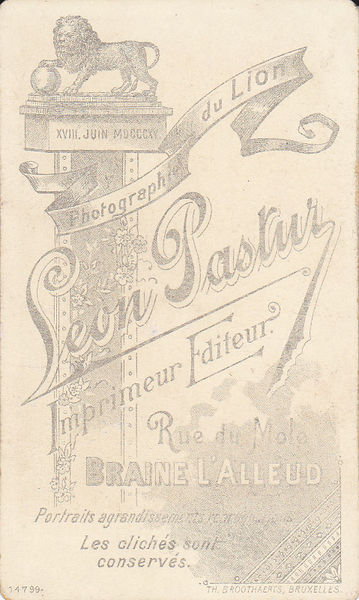 XVIII. JUIN MDCCCXV
Photographie du Lion
Léon Pastur
Imprimeur Editeur.
Rue du Môle
BRAINE L'ALLEUD
Portraits agrandissements
Les clichés sont
conservés.
14799.
TH. BROOTHAERTS, BRUXELLES.